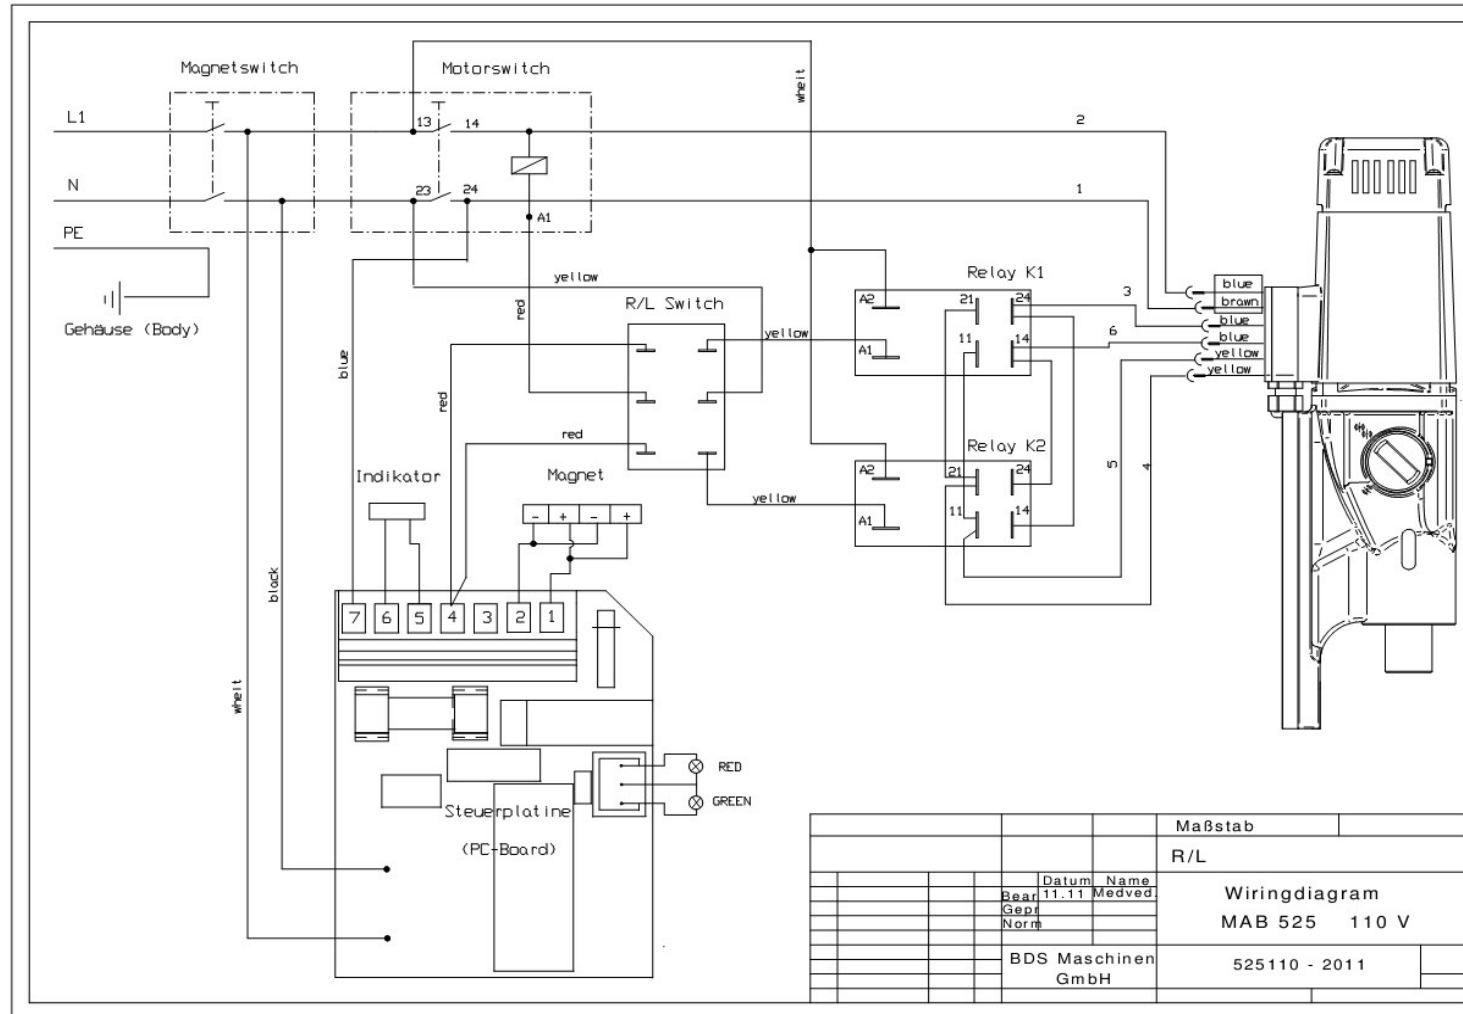 Magnetswitch
Motorswitch
L1
13
14
2
N
23
24
1
A1
PE
Gehäuse (Body)
wheit
yellow
red
R/L Switch
yellow
blue
red
red
yellow
Relay K1
A2
21
24
A1
11
14
3
6
blue
brawn
blue
blue
yellow
yellow
Relay K2
A2
21
24
A1
11
14
5
4
Indikator
Magnet
- + - +
black
wheit
7 6 5 4 3 2 1
RED
GREEN
Steuerplatine
(PC-Board)
Maßstab
R/L
Datum Name
Bear 11.11 Medved.
Gepr
Norm
Wiringdiagram
MAB 525 110 V
BDS Maschinen
GmbH
525110 - 2011